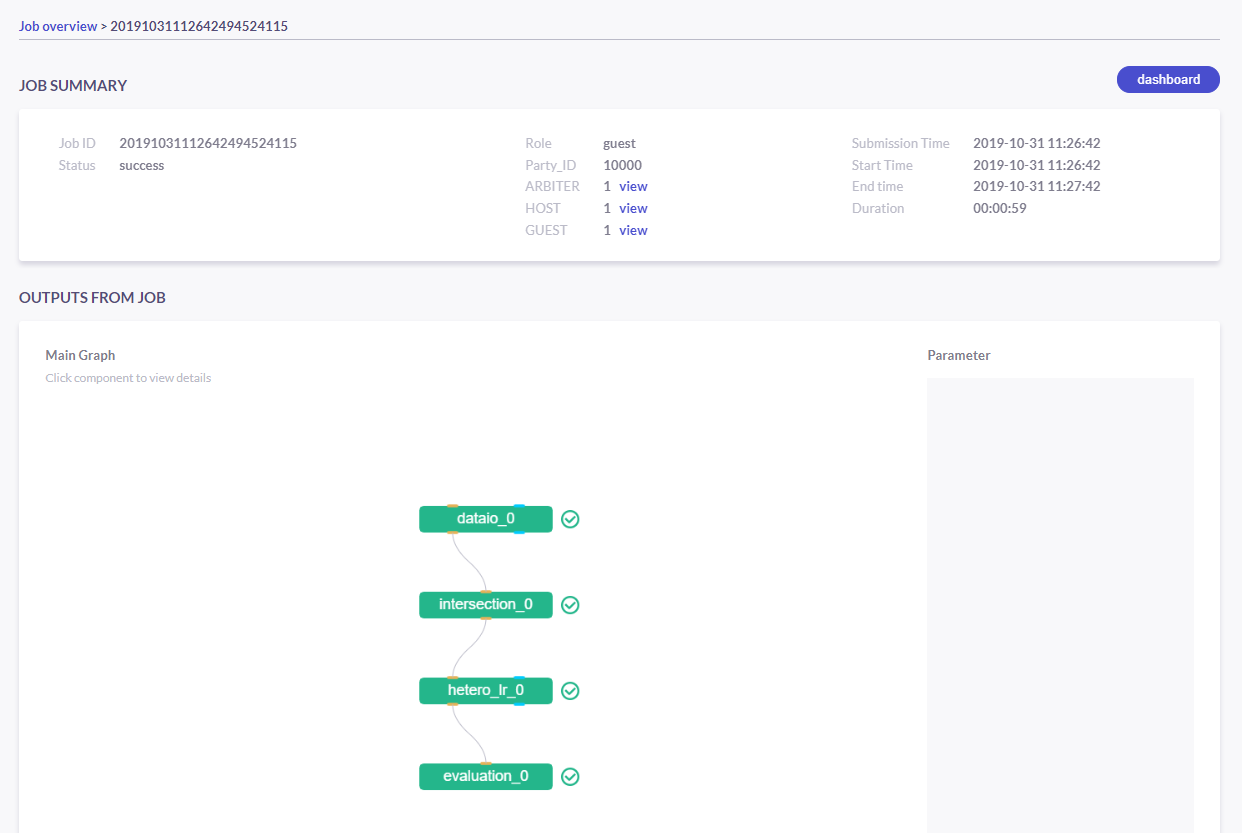 Job overview > 20191031112642494524115
JOB SUMMARY
dashboard
Job ID 20191031112642494524115
Status success
Role guest
Party_ID 10000
ARBITER 1 view
HOST 1 view
GUEST 1 view
Submission Time 2019-10-31 11:26:42
Start Time 2019-10-31 11:26:42
End time 2019-10-31 11:27:42
Duration 00:00:59
OUTPUTS FROM JOB
Main Graph
Click component to view details
Parameter
dataio_0
intersection_0
hetero_lr_0
evaluation_0